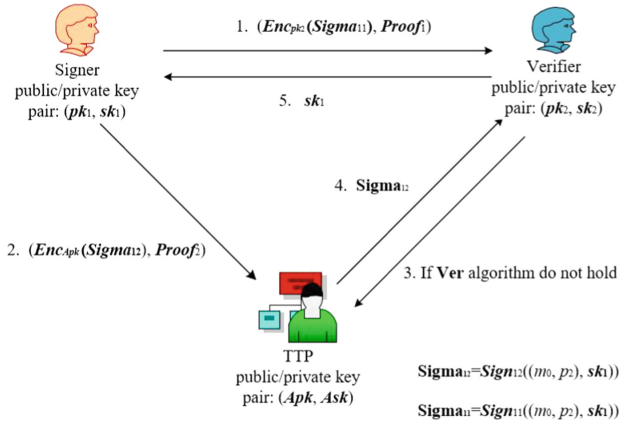 1. (Encpk2(Sigma11), Proof1)
Signer
public/private key
pair: (pk1, sk1)
Verifier
public/private key
pair: (pk2, sk2)
5. sk1
4. Sigma12
2. (EncApk(Sigma12), Proof2)
3. If Ver algorithm do not hold
TTP
public/private key
pair: (Apk, Ask)
Sigma12=Sign12((m0, p2), sk1))
Sigma11=Sign11((m0, p2), sk1))